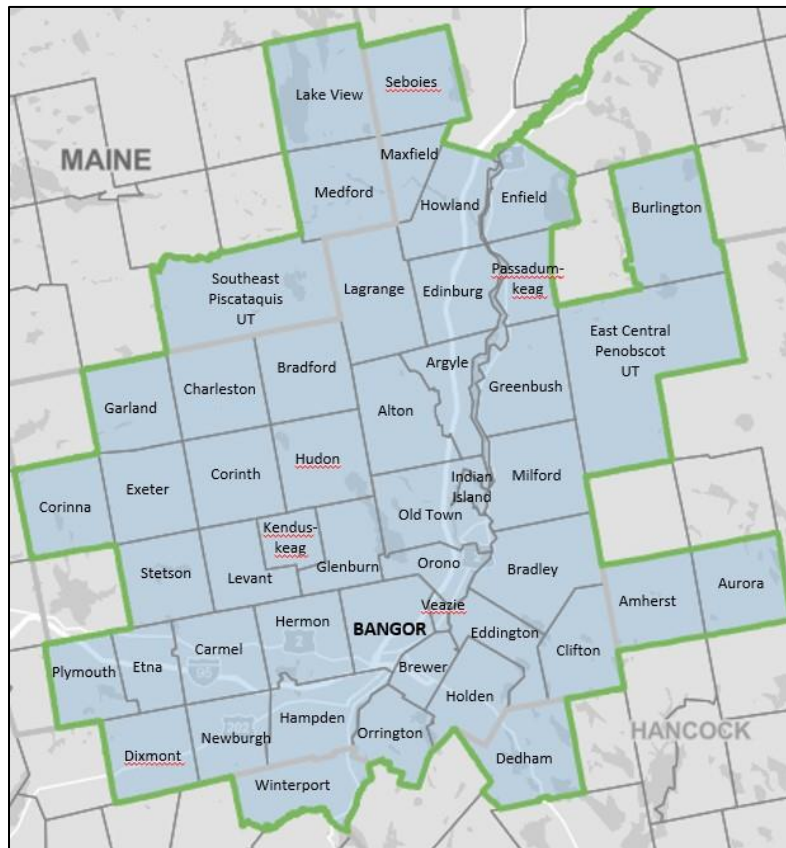 Seboies
Lake View
MAINE
Maxfield
Medford
Howland
Enfield
Burlington
Southeast
Piscataquis
UT
Lagrange
Edinburg
Passadum-
keag
East Central
Penobscot
UT
Bradford
Argyle
Charleston
Greenbush
Garland
Alton
Hudon
Corinth
Milford
Exeter
Indian
Island
Corinna
Old Town
Kendus-
keag
Glenburn
Orono
Bradley
Stetson
Levant
Amherst
Aurora
Veazie
Hermon
2
BANGOR
Eddington
Carmel
Clifton
Etna
Plymouth
Brewer
95
Holden
Hampden
202
Newburgh
Orrington
HANCOCK
Dixmont
Dedham
Winterport